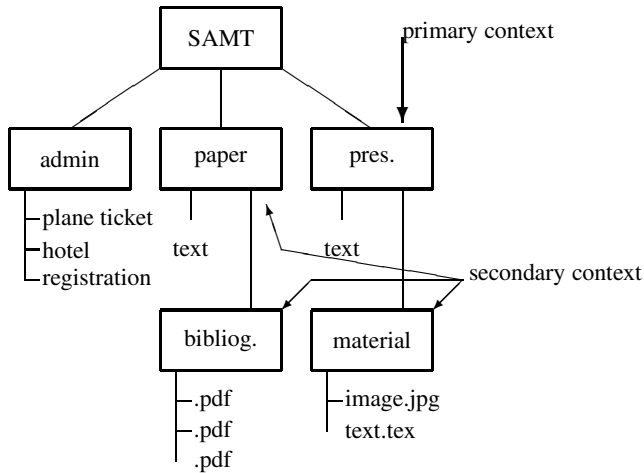 SAMT
primary context
admin
paper
pres.
plane ticket
hotel
registration
text
text
secondary context
bibliog.
material
.pdf
.pdf
.pdf
image.jpg
text.tex